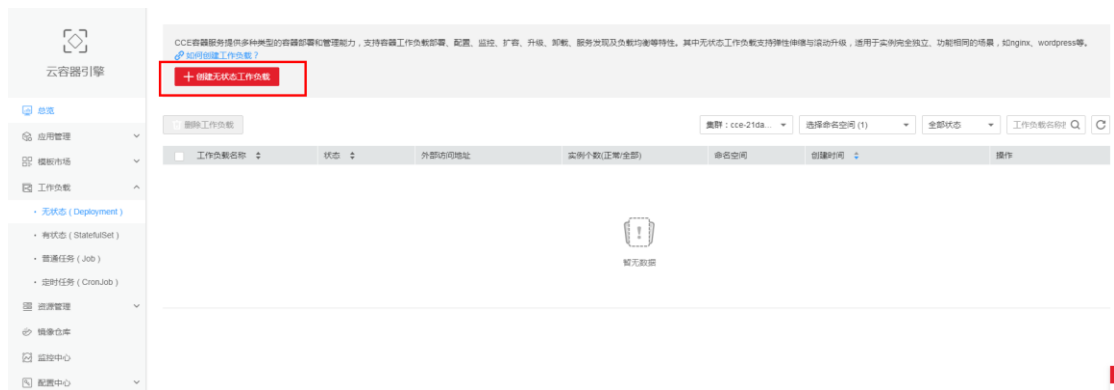 云容器引擎
总览
应用管理
模板市场
工作负载
无状态 ( Deployment )
有状态 ( StatefulSet )
普通任务 ( Job )
定时任务 ( CronJob )
资源管理
镜像仓库
监控中心
配置中心
CCE容器服务提供多种类型的容器部署和管理能力，支持容器工作负载部署、配置、监控、扩容、升级、卸载、服务发现及负载均衡等特性。其中无状态工作负载支持弹性伸缩与滚动升级，适用于实例完全独立、功能相同的场景，如nginx、wordpress等。
如何创建工作负载？
创建无状态工作负载
删除工作负载 集群：cce-21da... 选择命名空间 (1) 全部状态 工作负载名称
工作负载名称 状态 外部访问地址 实例个数(正常/全部) 命名空间 创建时间 操作
暂无数据